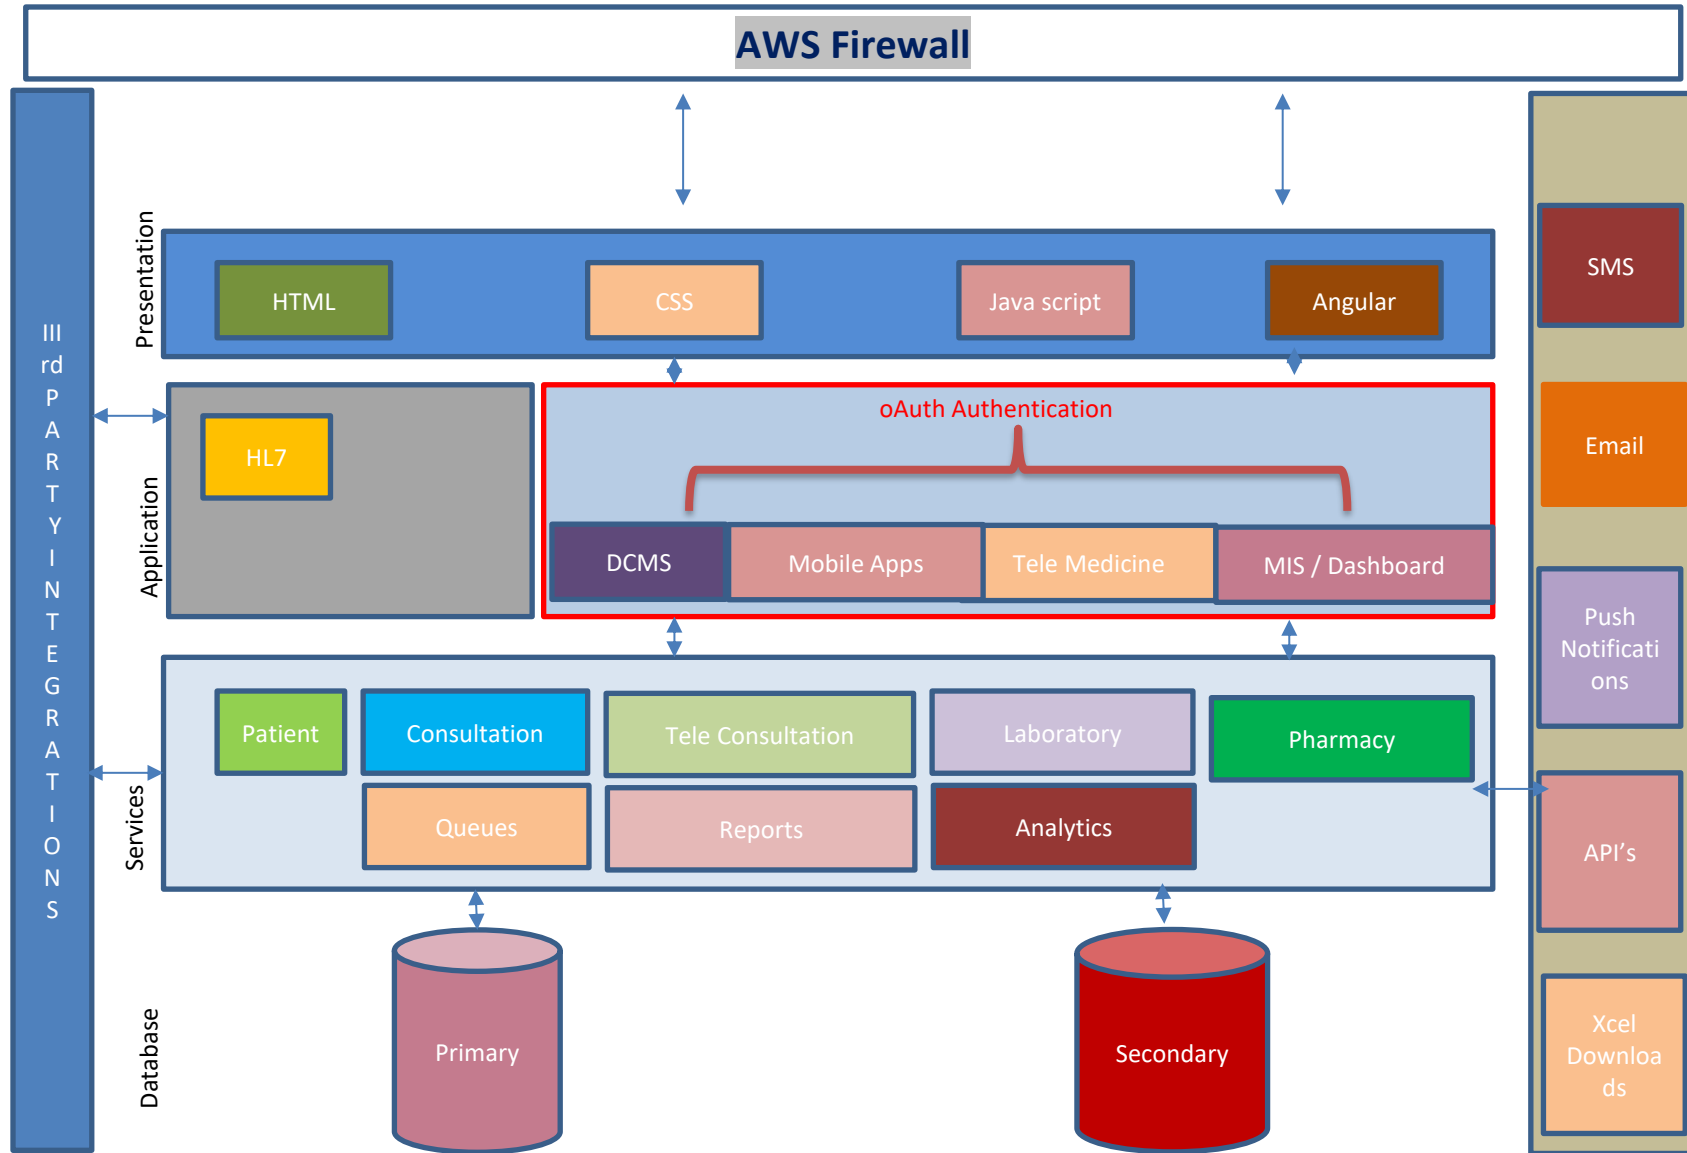 AWS Firewall
III
rd
P
A
R
T
Y I
N
T
E
G
R
A
T
I
O
N
S
Presentation
HTML
CSS
Java script
Angular
Application
HL7
oAuth Authentication
DCMS
Mobile Apps
Tele Medicine
MIS / Dashboard
Services
Patient
Consultation
Tele Consultation
Laboratory
Pharmacy
Queues
Reports
Analytics
Database
Primary
Secondary
SMS
Email
Push
Notificati
ons
API's
Xcel
Downloa
ds